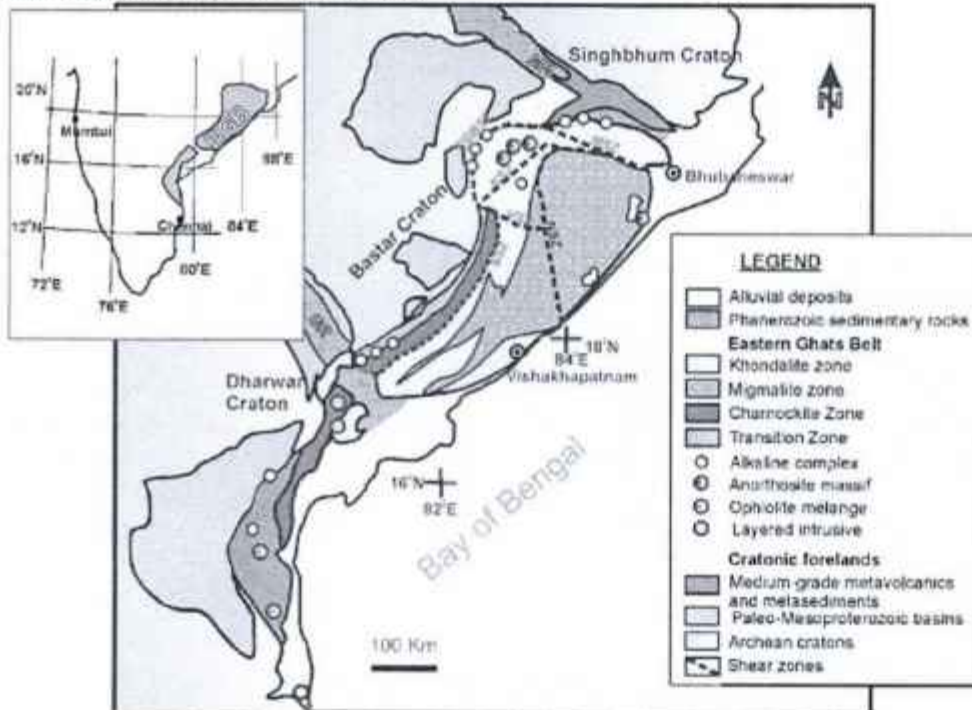 20°N
Mumbai
16°N
12°N
72°E
76°E
80°E
84°E
88°E
Chennai
Singhbhum Craton
N
Bhubaneswar
Bastar Craton
Dharwar
Craton
18°N
84°E
Vishakhapatnam
16°N
82°E
Bay of Bengal
100 Km
LEGEND
Alluvial deposits
Phanerozoic sedimentary rocks
Eastern Ghats Belt
Khondalite zone
Migmatite zone
Charnockite Zone
Transition Zone
Alkaline complex
Anorthosite massif
Ophiolite melange
Layered intrusive
Cratonic forelands
Medium-grade metavolcanics
and metasediments
Paleo-Mesoproterozoic basins
Archean cratons
Shear zones